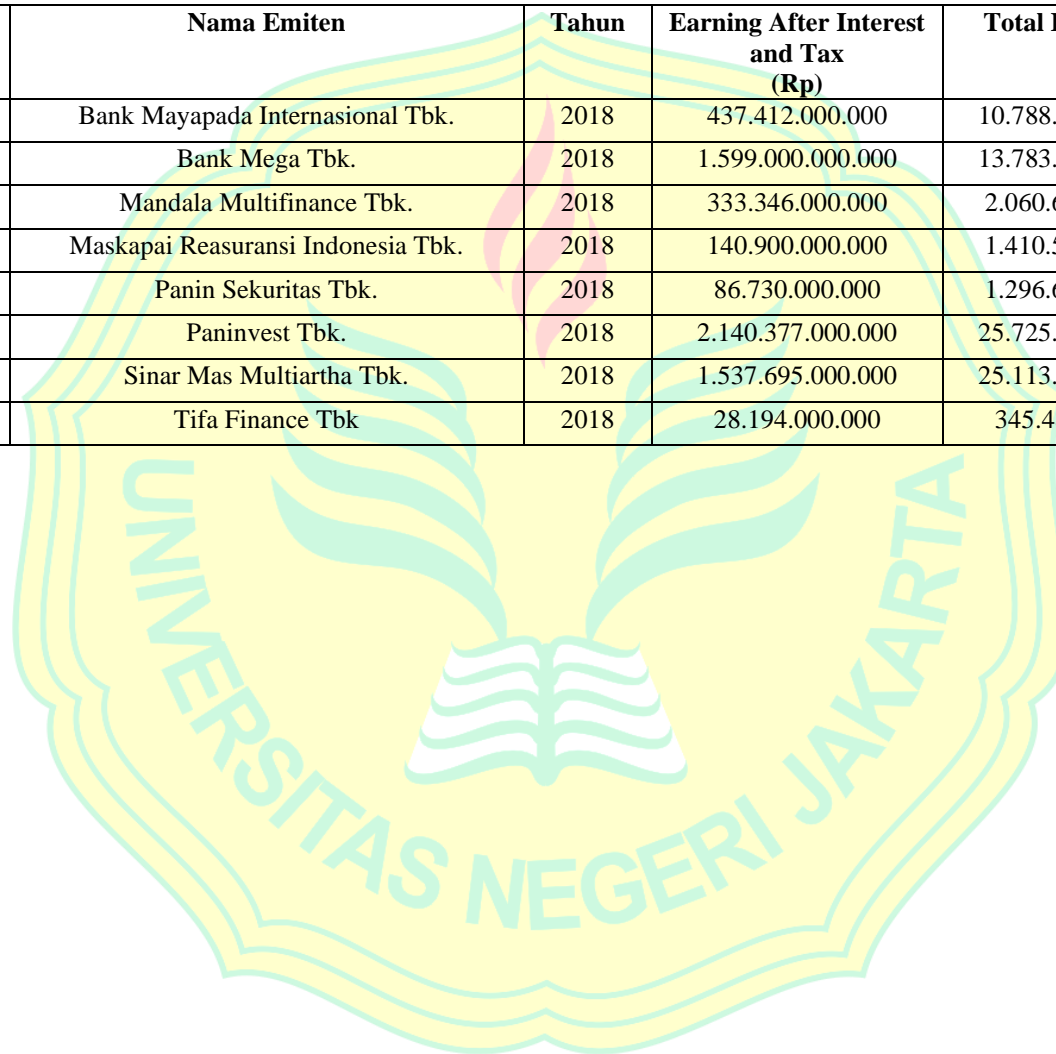 Nama Emiten Tahun Earning After Interest and Tax (Rp) Total
Bank Mayapada Internasional Tbk. 2018 437.412.000.000 10.788.
Bank Mega Tbk. 2018 1.599.000.000.000 13.783.
Mandala Multifinance Tbk. 2018 333.346.000.000 2.060.6
Maskapai Reasuransi Indonesia Tbk. 2018 140.900.000.000 1.410.5
Panin Sekuritas Tbk. 2018 86.730.000.000 1.296.6
Paninvest Tbk. 2018 2.140.377.000.000 25.725.
Sinar Mas Multiartha Tbk. 2018 1.537.695.000.000 25.113.
Tifa Finance Tbk 2018 28.194.000.000 345.4
UNIVERSITAS NEGERI JAKARTA